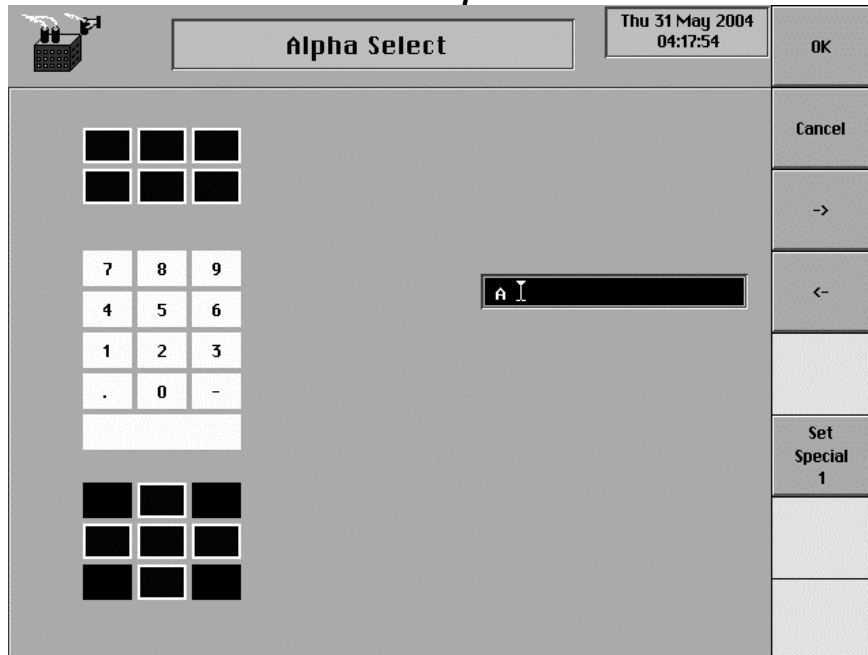 Alpha Select
Thu 31 May 2004
04:17:54
OK
Cancel
->
<-
7 8 9
4 5 6
1 2 3
. 0 -
A
Set
Special
1